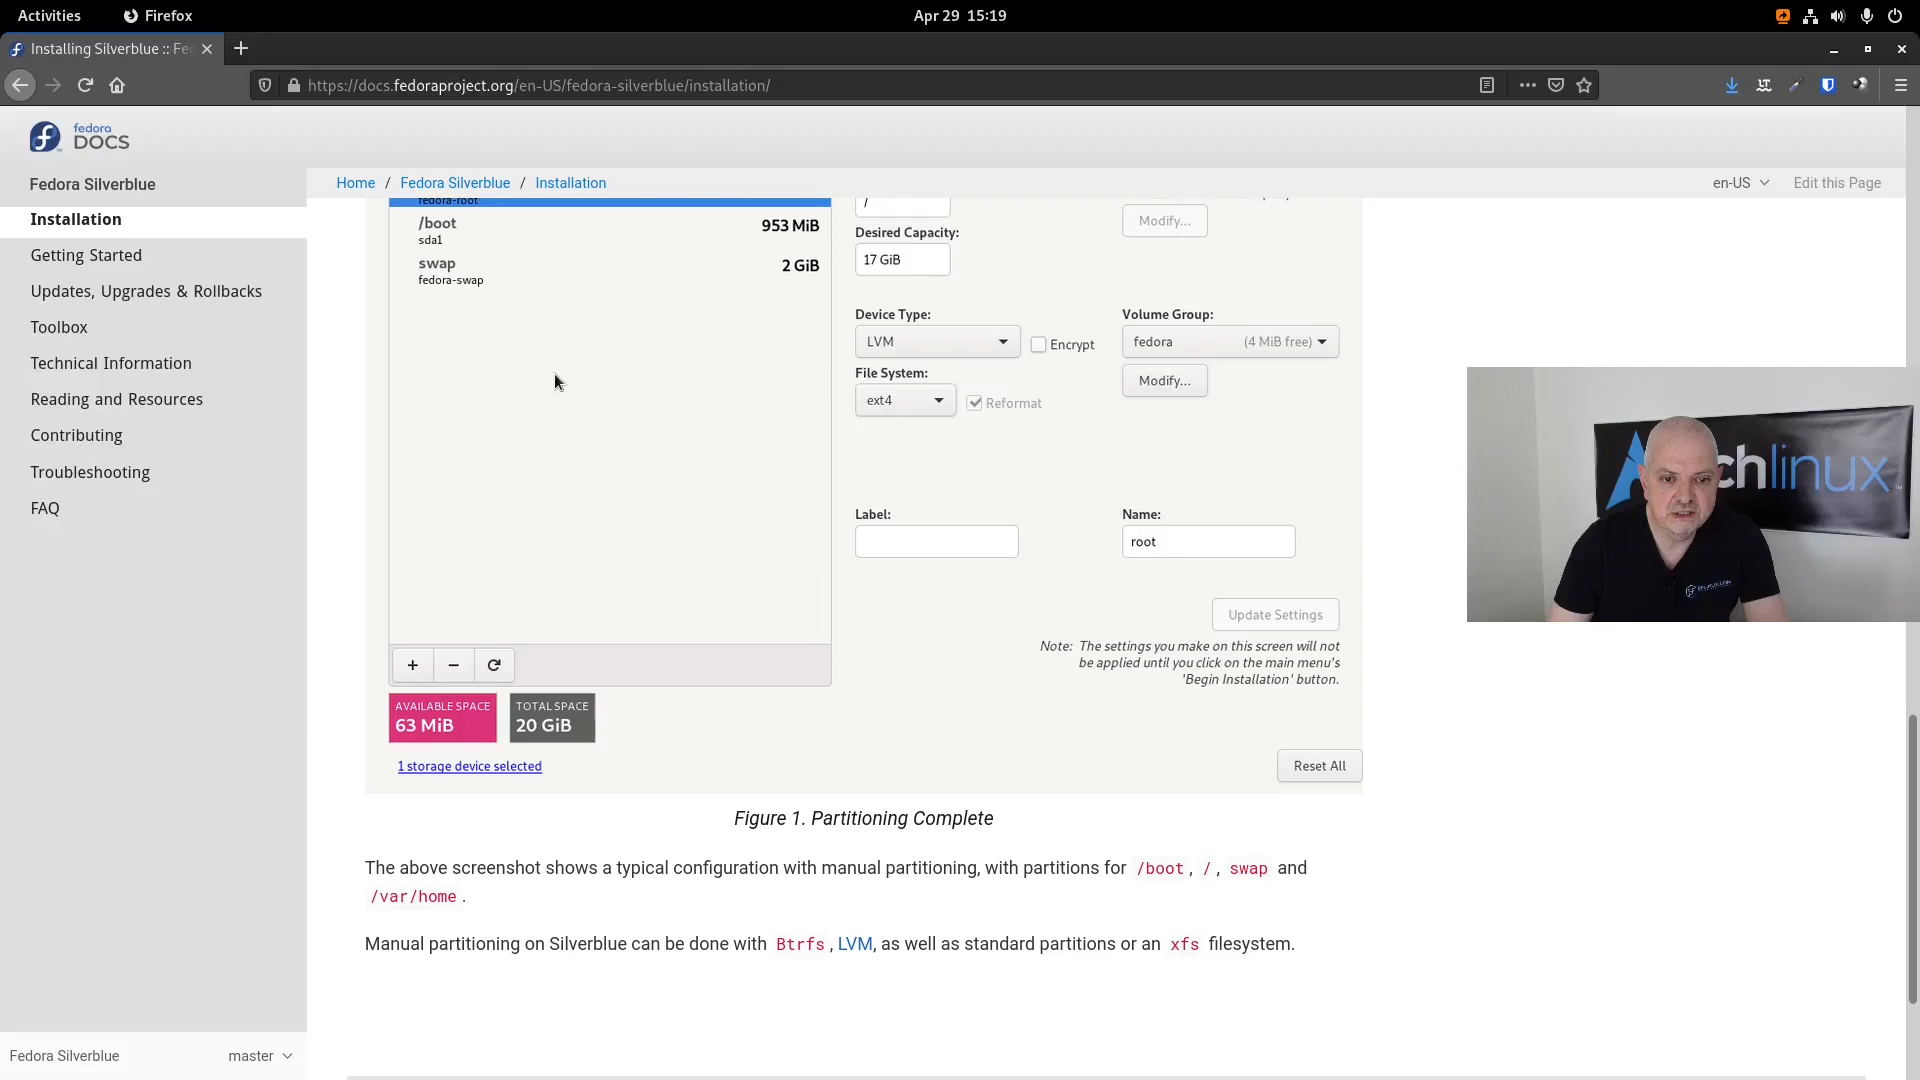 Activities
Firefox
Apr 29 15:19
Installing Silverblue :: Fed
https://docs.fedoraproject.org/en-US/fedora-silverblue/installation/
fedora
DOCS
Fedora Silverblue
Home / Fedora Silverblue / Installation
en-US
Edit this Page
Installation
Getting Started
Updates, Upgrades & Rollbacks
Toolbox
Technical Information
Reading and Resources
Contributing
Troubleshooting
FAQ
fedora-root
/boot
953 MiB
sda1
swap
2 GiB
fedora-swap
/
Modify...
Desired Capacity:
17 GiB
Device Type:
Volume Group:
LVM
Encrypt
fedora (4 MiB free)
File System:
Modify...
ext4
Reformat
Label:
Name:
root
Update Settings
Note: The settings you make on this screen will not
be applied until you click on the main menu's
'Begin Installation' button.
+ −
AVAILABLE SPACE
63 MiB
TOTAL SPACE
20 GiB
1 storage device selected
Reset All
chlinux
Figure 1. Partitioning Complete
The above screenshot shows a typical configuration with manual partitioning, with partitions for /boot, /, swap and
/var/home.
Manual partitioning on Silverblue can be done with Btrfs, LVM, as well as standard partitions or an xfs filesystem.
Fedora Silverblue
master